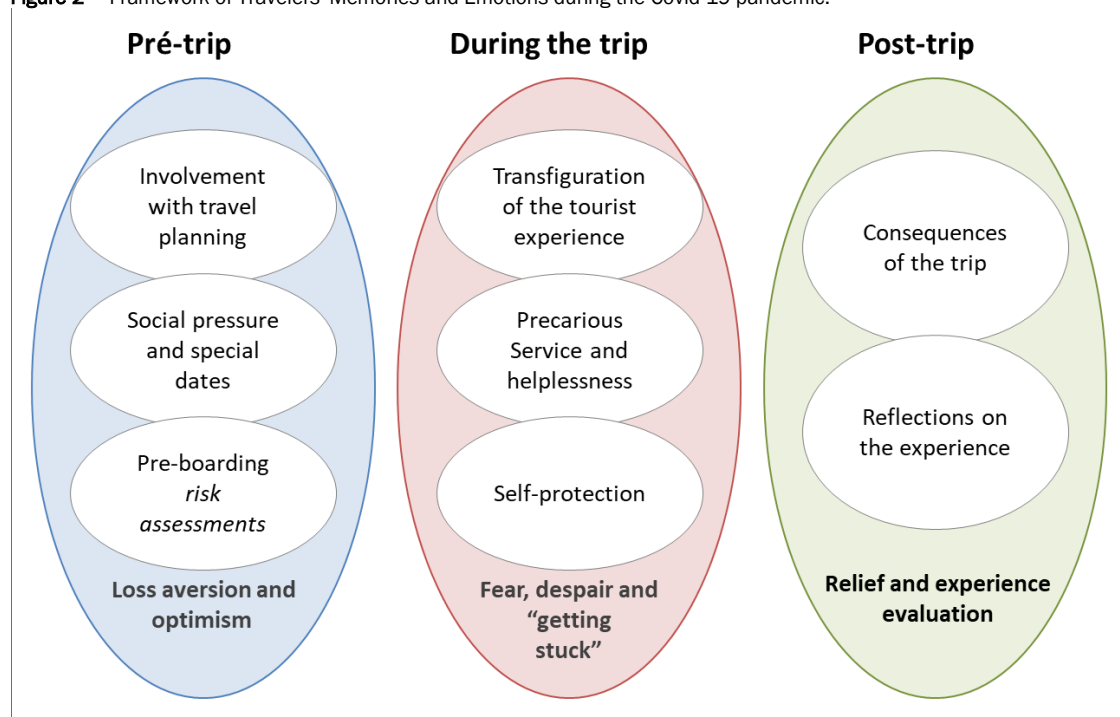 Figure 2 Framework of Travelers' Memories and Emotions during the Covid-19 pandemic.
Pré-trip
During the trip
Post-trip
Involvement
with travel
planning
Social pressure
and special
dates
Pre-boarding
risk
assessments
Loss aversion and
optimism
Transfiguration
of the tourist
experience
Precarious
Service and
helplessness
Self-protection
Fear, despair and
“getting
stuck”
Consequences
of the trip
Reflections on
the experience
Relief and experience
evaluation